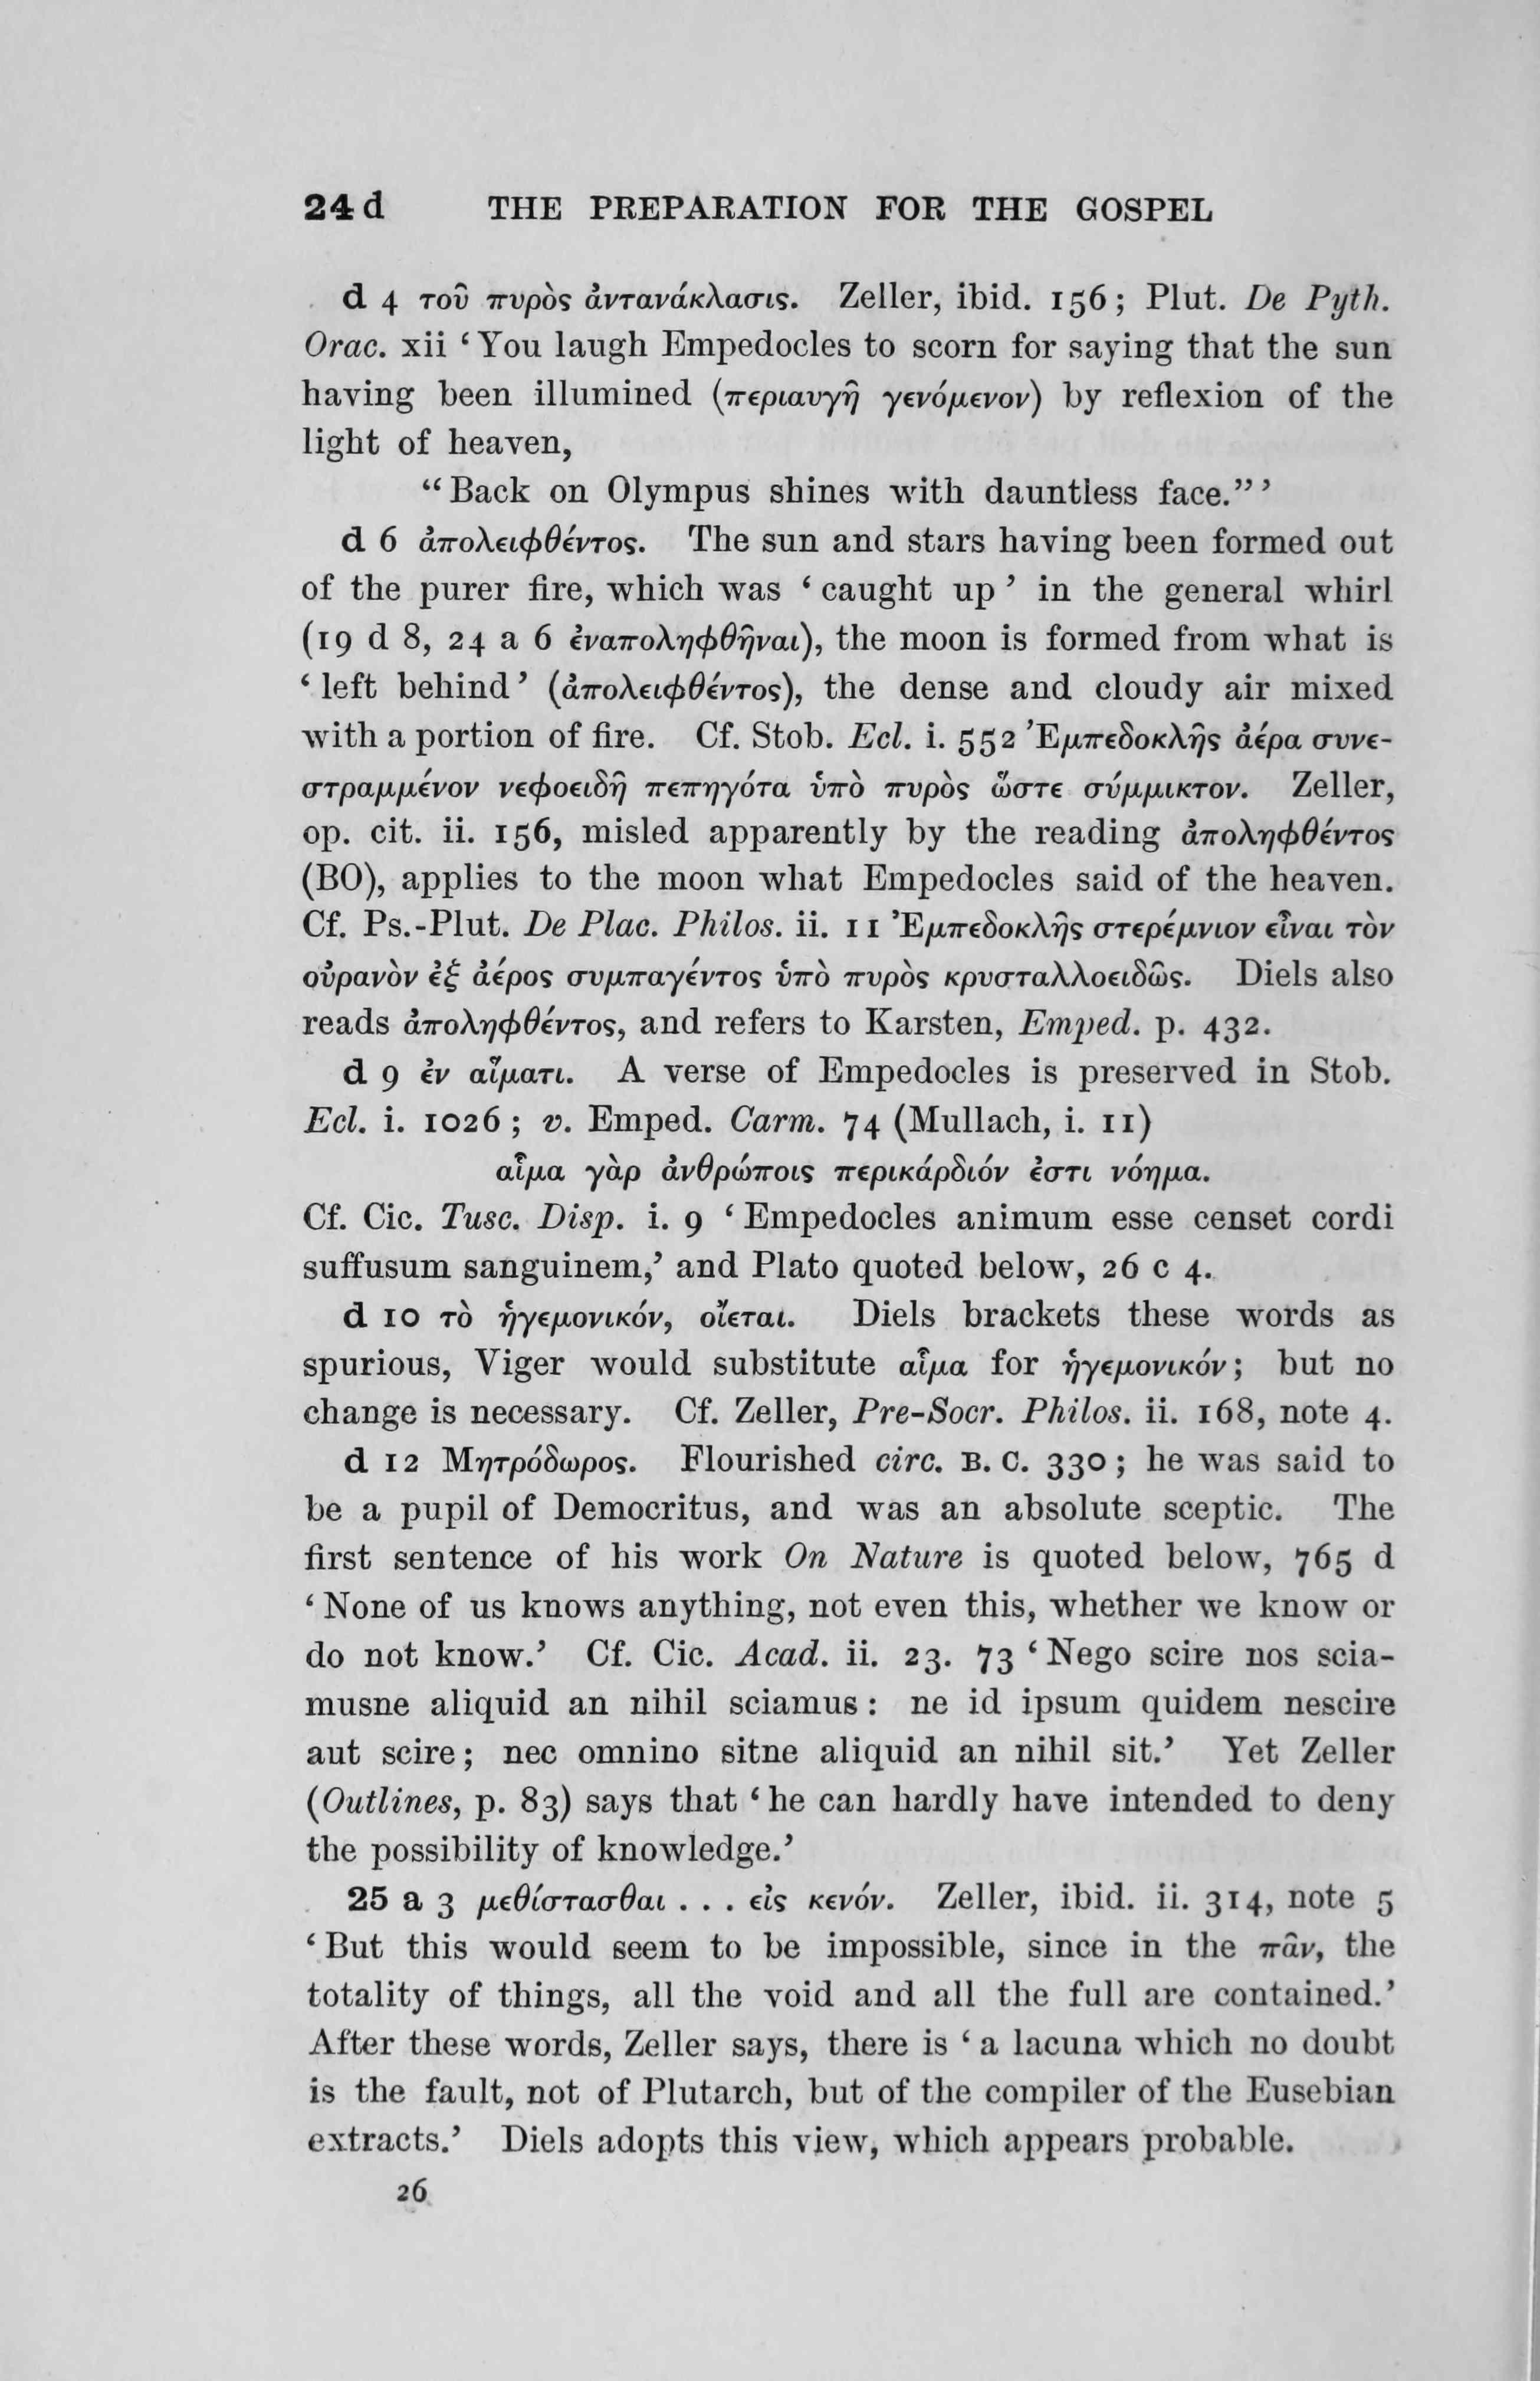 24 d THE PREPARATION FOR THE GOSPEL
d 4 τοῦ πυρὸς ἀντανάκλασις. Zeller, ibid. 156; Plut. De Pyth.
Orac. xii ‘You laugh Empedocles to scorn for saying that the sun
having been illumined (περιαυγῆ γενόμενον) by reflexion of the
light of heaven,
“Back on Olympus shines with dauntless face.”’
d 6 ἀπολειφθέντος. The sun and stars having been formed out
of the purer fire, which was ‘caught up’ in the general whirl
(19 d 8, 24 a 6 ἐναποληφθῆναι), the moon is formed from what is
‘left behind’ (ἀπολειφθέντος), the dense and cloudy air mixed
with a portion of fire. Cf. Stob. Ecl. i. 552 Ἐμπεδοκλῆς ἀέρα συνε-
στραμμένον νεφοειδῆ πεπηγότα ὑπὸ πυρὸς ὥστε σύμμικτον. Zeller,
op. cit. ii. 156, misled apparently by the reading ἀποληφθέντος
(BO), applies to the moon what Empedocles said of the heaven.
Cf. Ps.-Plut. De Plac. Philos. ii. 11 Ἐμπεδοκλῆς στερέμνιον εἶναι τὸν
οὐρανὸν ἐξ ἀέρος συμπαγέντος ὑπὸ πυρὸς κρυσταλλοειδῶς. Diels also
reads ἀποληφθέντος, and refers to Karsten, Emped. p. 432.
d 9 ἐν αἵματι. A verse of Empedocles is preserved in Stob.
Ecl. i. 1026; v. Emped. Carm. 74 (Mullach, i. 11)
αἷμα γὰρ ἀνθρώποις περικάρδιόν ἐστι νόημα.
Cf. Cic. Tusc. Disp. i. 9 ‘Empedocles animum esse censet cordi
suffusum sanguinem,’ and Plato quoted below, 26 c 4.
d 10 τὸ ἡγεμονικόν, οἴεται. Diels brackets these words as
spurious, Viger would substitute αἷμα for ἡγεμονικόν; but no
change is necessary. Cf. Zeller, Pre-Socr. Philos. ii. 168, note 4.
d 12 Μητρόδωρος. Flourished circ. B. C. 330; he was said to
be a pupil of Democritus, and was an absolute sceptic. The
first sentence of his work On Nature is quoted below, 765 d
‘None of us knows anything, not even this, whether we know or
do not know.’ Cf. Cic. Acad. ii. 23. 73 ‘Nego scire nos scia-
musne aliquid an nihil sciamus: ne id ipsum quidem nescire
aut scire; nec omnino sitne aliquid an nihil sit.’ Yet Zeller
(Outlines, p. 83) says that ‘he can hardly have intended to deny
the possibility of knowledge.’
25 a 3 μεθίστασθαι . . . εἰς κενόν. Zeller, ibid. ii. 314, note 5
‘But this would seem to be impossible, since in the πᾶν, the
totality of things, all the void and all the full are contained.’
After these words, Zeller says, there is ‘a lacuna which no doubt
is the fault, not of Plutarch, but of the compiler of the Eusebian
extracts.’ Diels adopts this view, which appears probable.
26